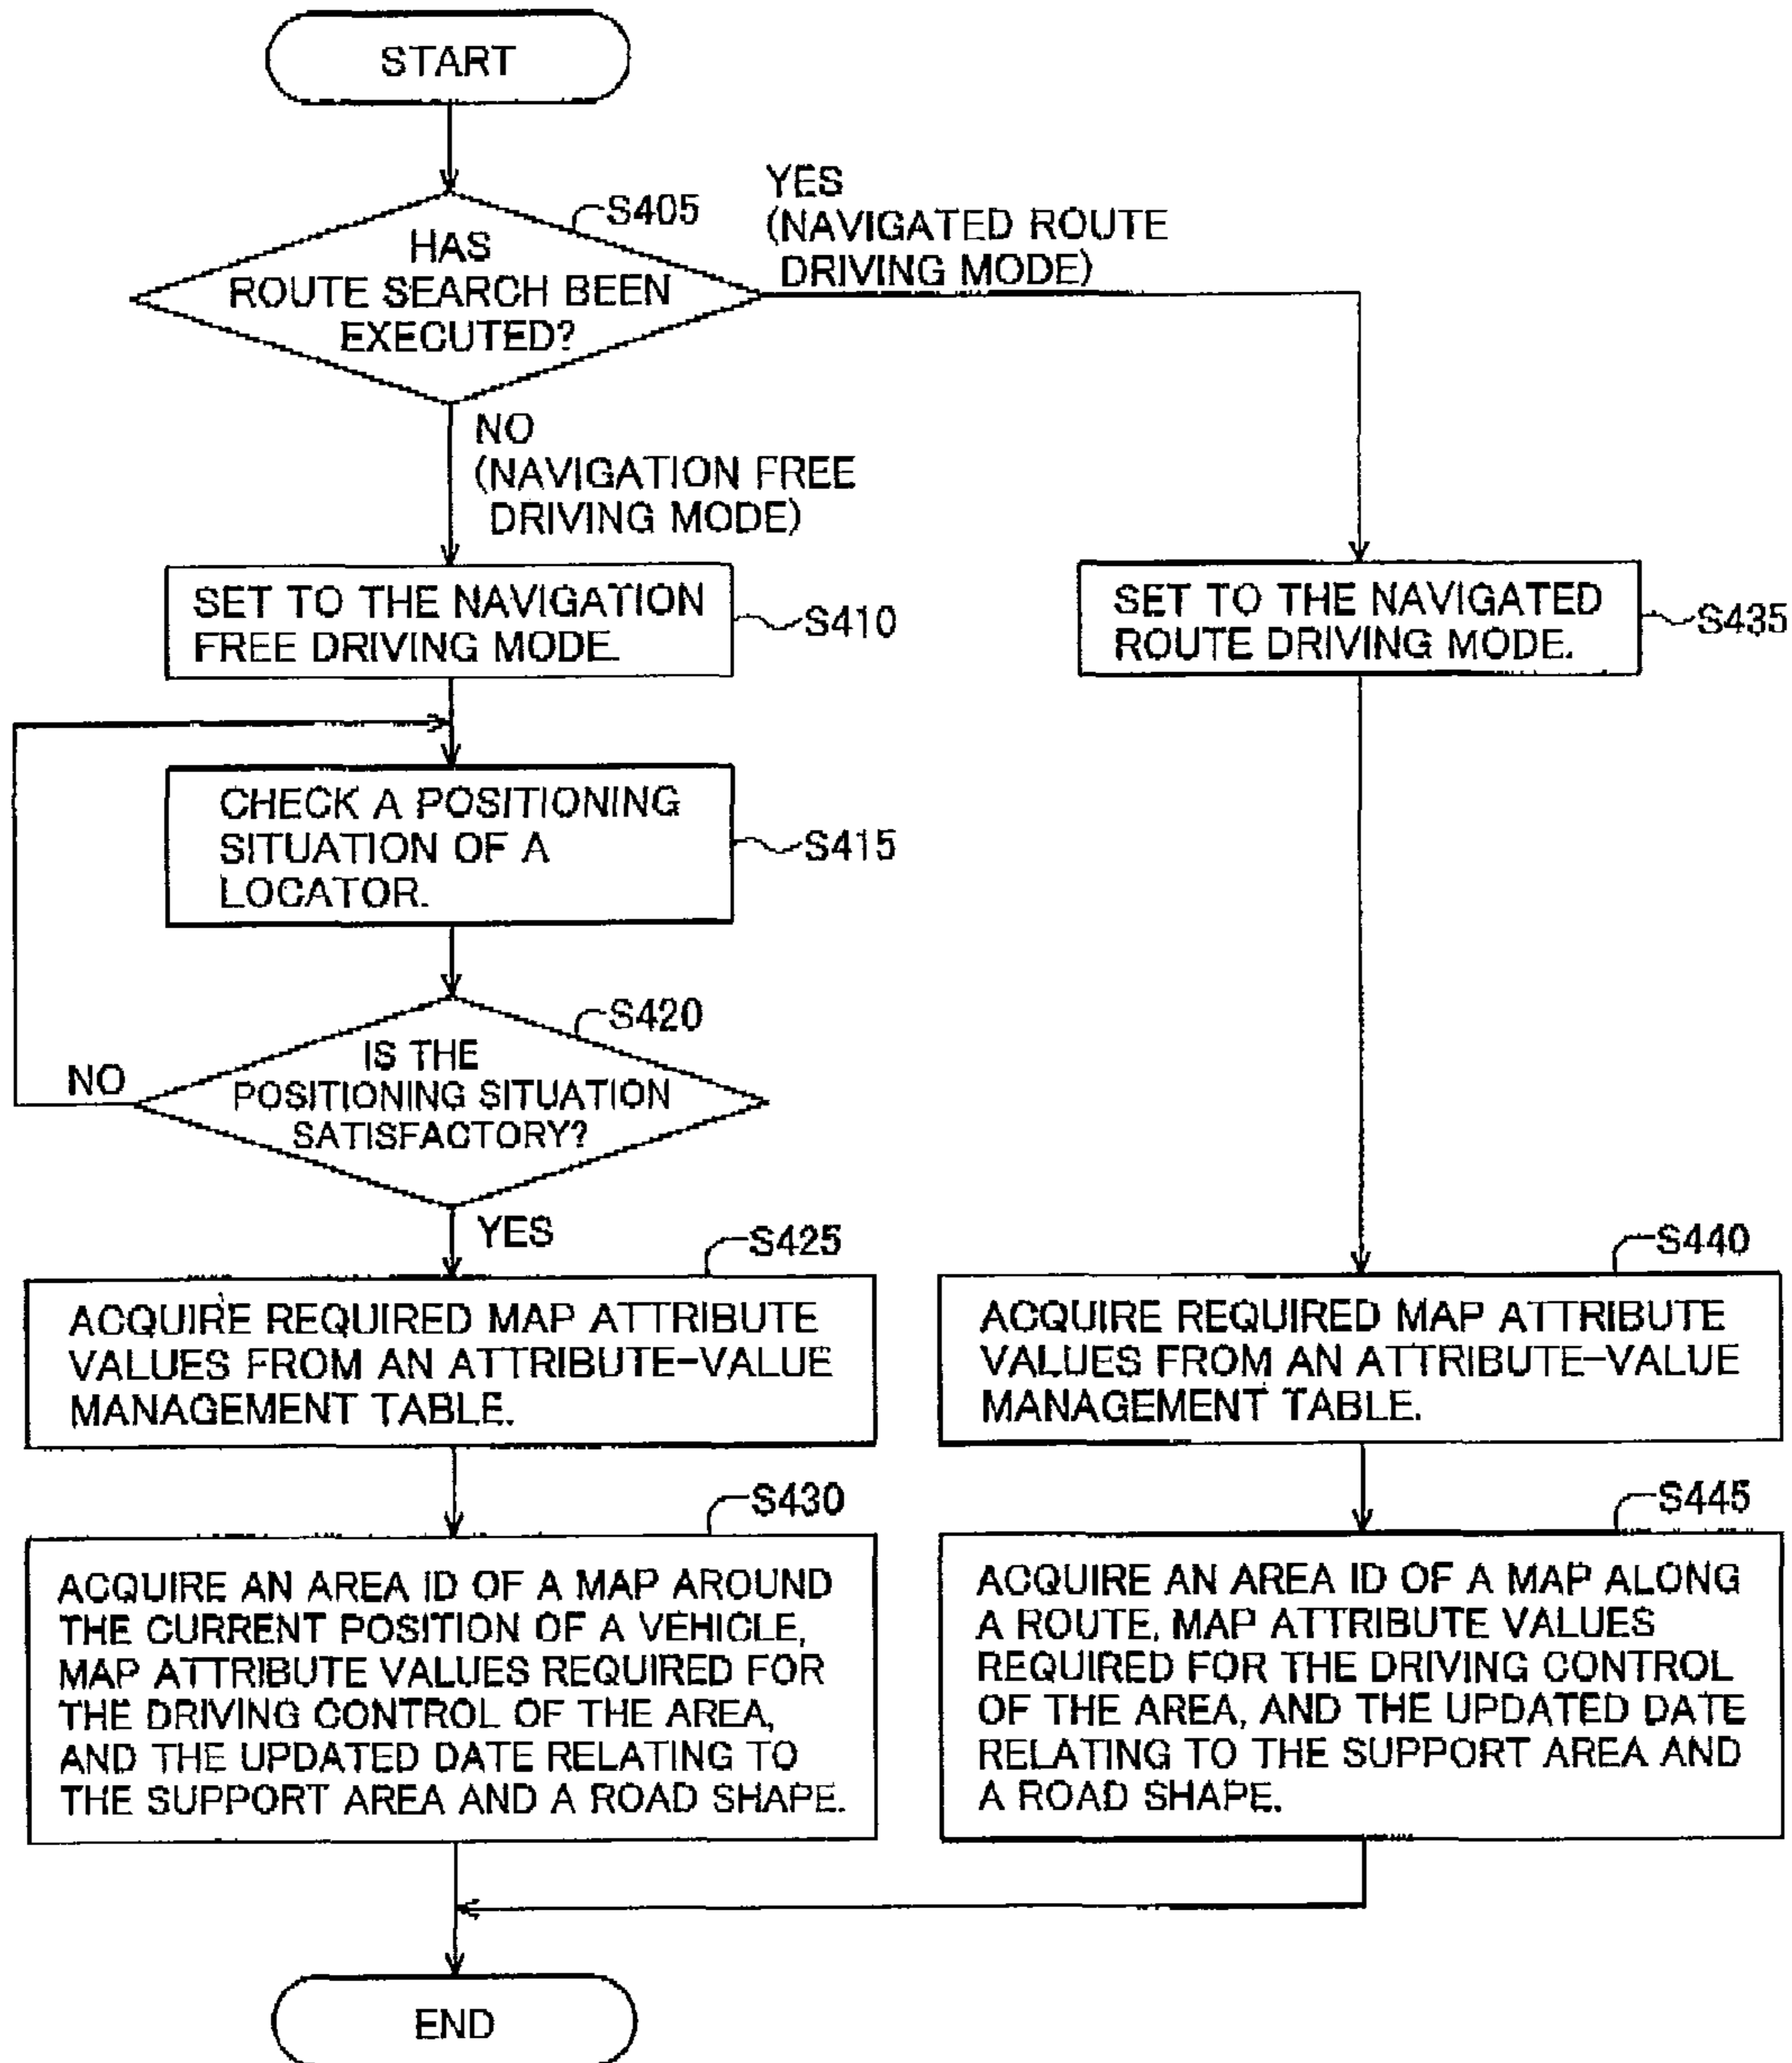 START
S405
HAS
ROUTE SEARCH BEEN
EXECUTED?
YES
(NAVIGATED ROUTE
DRIVING MODE)
NO
(NAVIGATION FREE
DRIVING MODE)
SET TO THE NAVIGATION
FREE DRIVING MODE.
S410
SET TO THE NAVIGATED
ROUTE DRIVING MODE.
S435
CHECK A POSITIONING
SITUATION OF A
LOCATOR.
S415
S420
IS THE
POSITIONING SITUATION
SATISFACTORY?
NO
YES
S425
ACQUIRE REQUIRED MAP ATTRIBUTE
VALUES FROM AN ATTRIBUTE-VALUE
MANAGEMENT TABLE.
S440
ACQUIRE REQUIRED MAP ATTRIBUTE
VALUES FROM AN ATTRIBUTE-VALUE
MANAGEMENT TABLE.
S430
ACQUIRE AN AREA ID OF A MAP AROUND
THE CURRENT POSITION OF A VEHICLE,
MAP ATTRIBUTE VALUES REQUIRED FOR
THE DRIVING CONTROL OF THE AREA,
AND THE UPDATED DATE RELATING TO
THE SUPPORT AREA AND A ROAD SHAPE.
S445
ACQUIRE AN AREA ID OF A MAP ALONG
A ROUTE, MAP ATTRIBUTE VALUES
REQUIRED FOR THE DRIVING CONTROL
OF THE AREA, AND THE UPDATED DATE
RELATING TO THE SUPPORT AREA AND
A ROAD SHAPE.
END